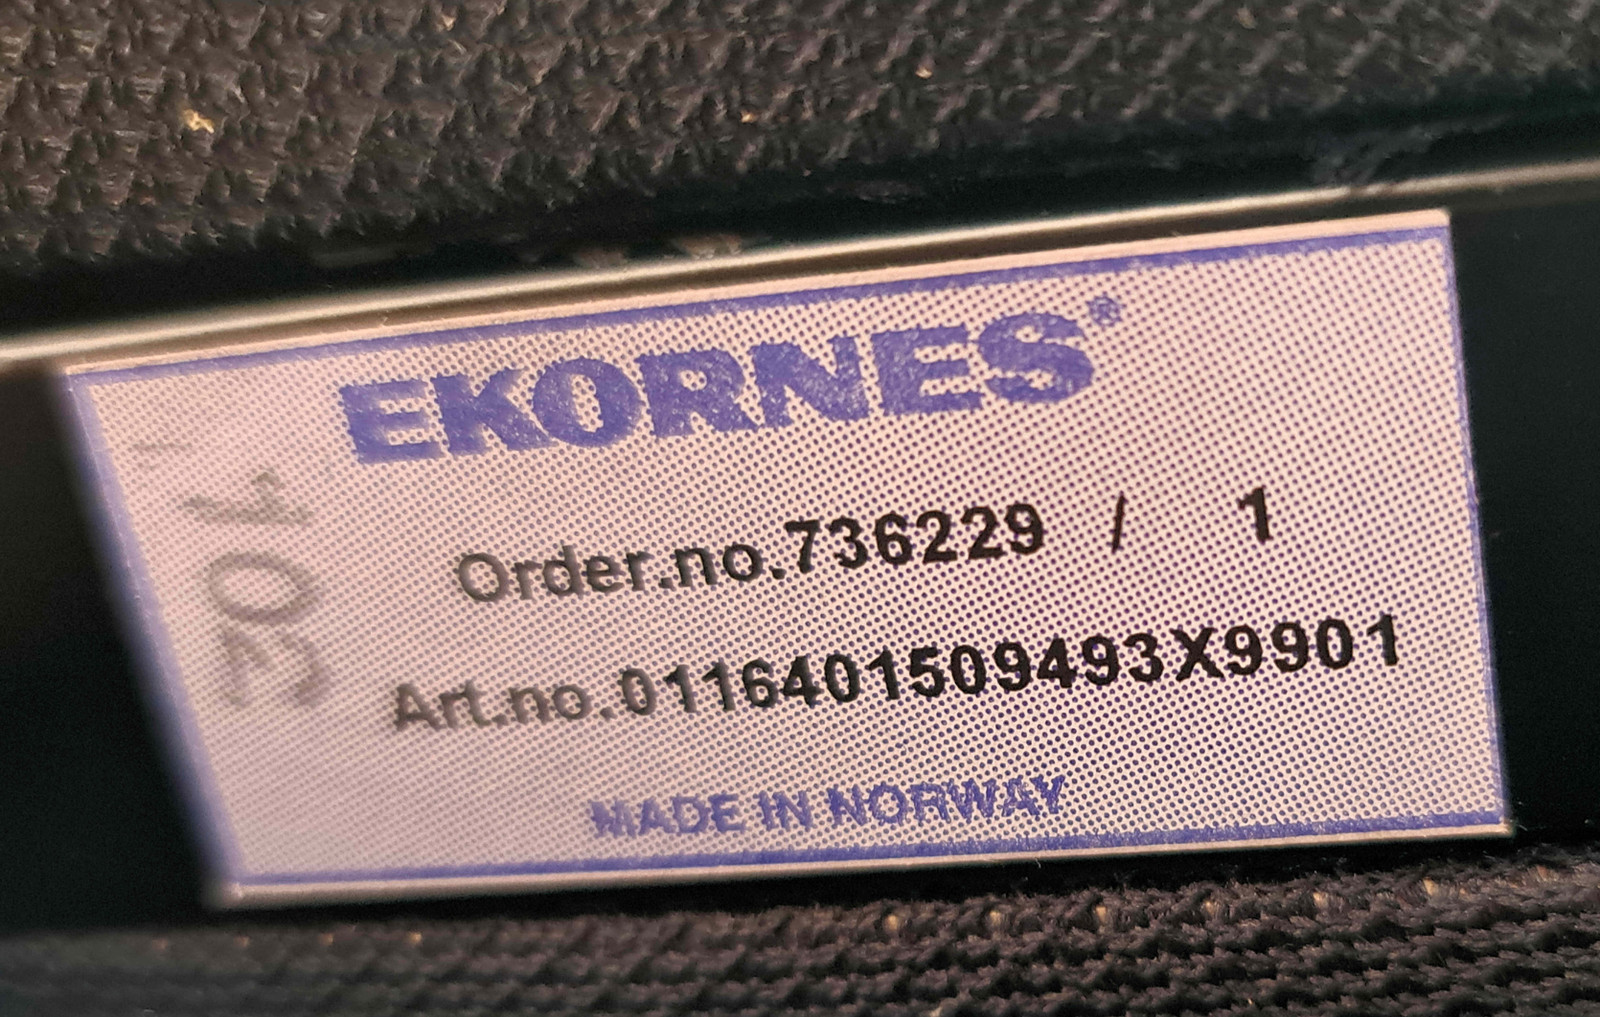 EKORNES®
Order.no.736229 / 1
Art.no.0116401509493X9901
MADE IN NORWAY